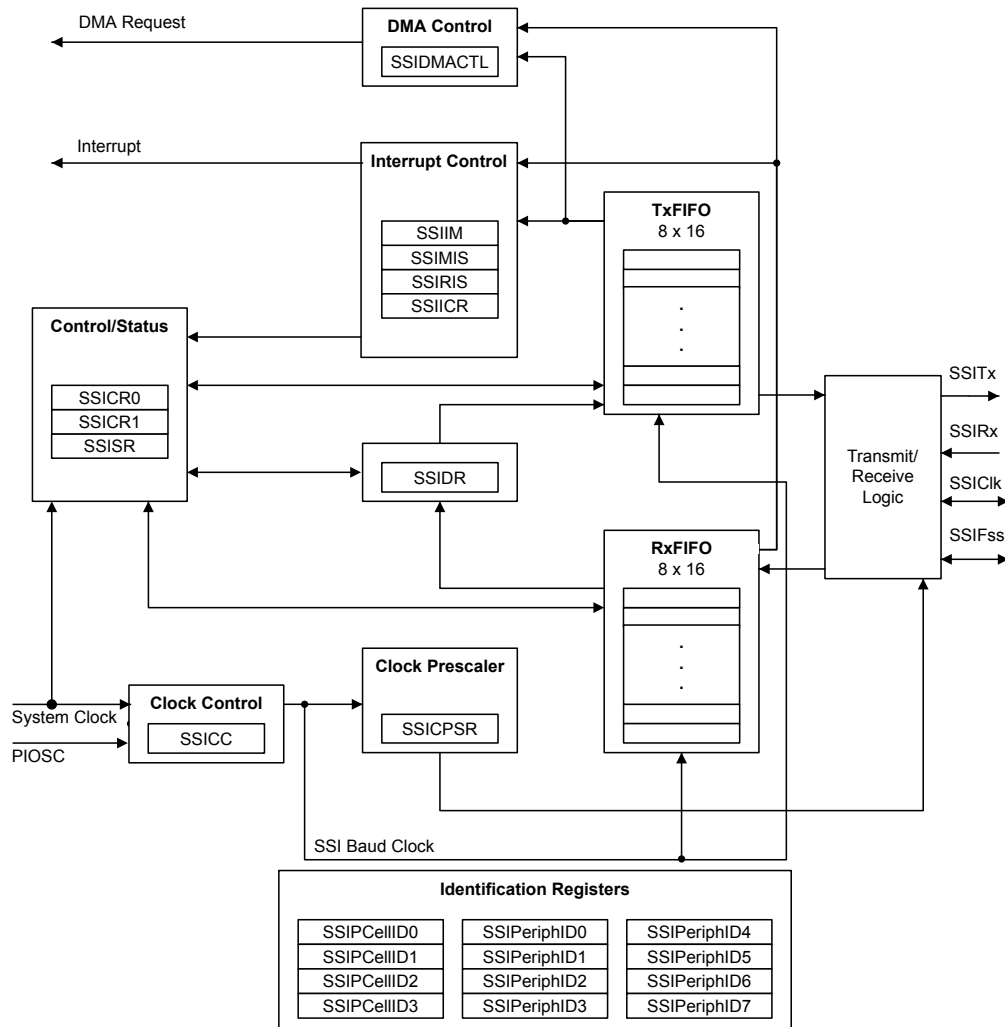 DMA Request
DMA Control
SSIDMACTL
Interrupt
Interrupt Control
SSIIM
SSIMIS
SSIRIS
SSIICR
TxFIFO
8 x 16
.
.
.
Control/Status
SSICR0
SSICR1
SSISR
SSIDR
Transmit/
Receive
Logic
SSITx
SSIRx
SSIClk
SSIFss
RxFIFO
8 x 16
.
.
.
Clock Prescaler
SSICPSR
System Clock
PIOSC
Clock Control
SSICC
SSI Baud Clock
Identification Registers
SSIPCellID0
SSIPCellID1
SSIPCellID2
SSIPCellID3
SSIPeriphID0
SSIPeriphID1
SSIPeriphID2
SSIPeriphID3
SSIPeriphID4
SSIPeriphID5
SSIPeriphID6
SSIPeriphID7